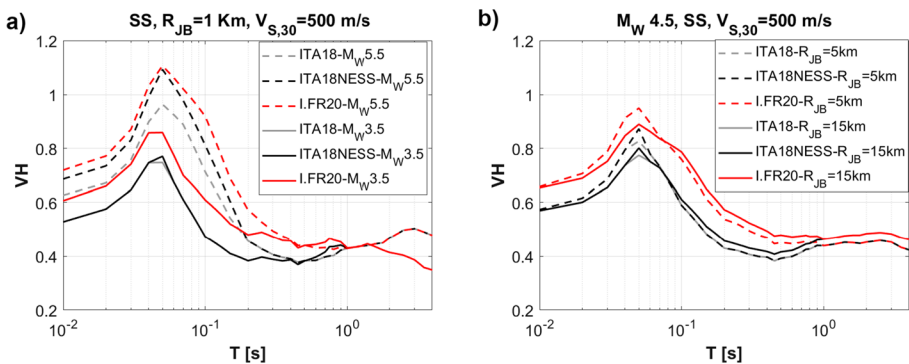 a)
SS, R_JB=1 Km, V_S,30=500 m/s
VH
1.2
1
0.8
0.6
0.4
0.2
10^-2
10^-1
10^0
T [s]
ITA18-M_W5.5
ITA18NESS-M_W5.5
I.FR20-M_W5.5
ITA18-M_W3.5
ITA18NESS-M_W3.5
I.FR20-M_W3.5
b)
M_W 4.5, SS, V_S,30=500 m/s
VH
1.2
1
0.8
0.6
0.4
0.2
10^-2
10^-1
10^0
T [s]
ITA18-R_JB=5km
ITA18NESS-R_JB=5km
I.FR20-R_JB=5km
ITA18-R_JB=15km
ITA18NESS-R_JB=15km
I.FR20-R_JB=15km